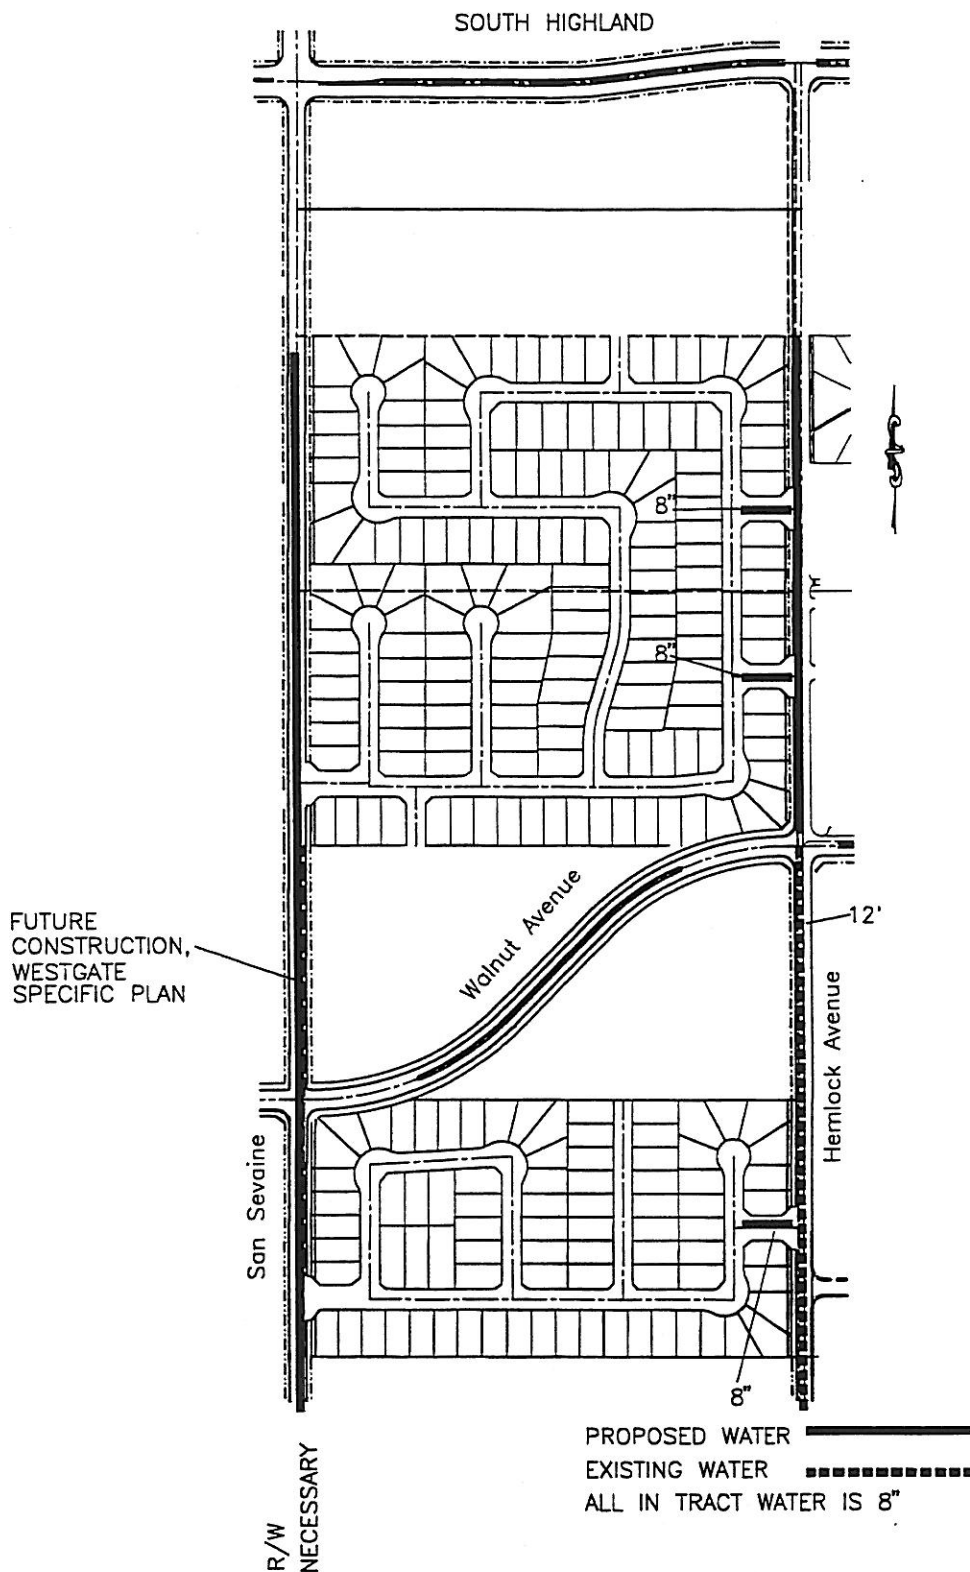 SOUTH HIGHLAND
8"
8"
FUTURE
CONSTRUCTION,
WESTGATE
SPECIFIC PLAN
Walnut Avenue
12'
Hemlock Avenue
San Sevaine
8"
PROPOSED WATER
EXISTING WATER
ALL IN TRACT WATER IS 8"
R/W
NECESSARY